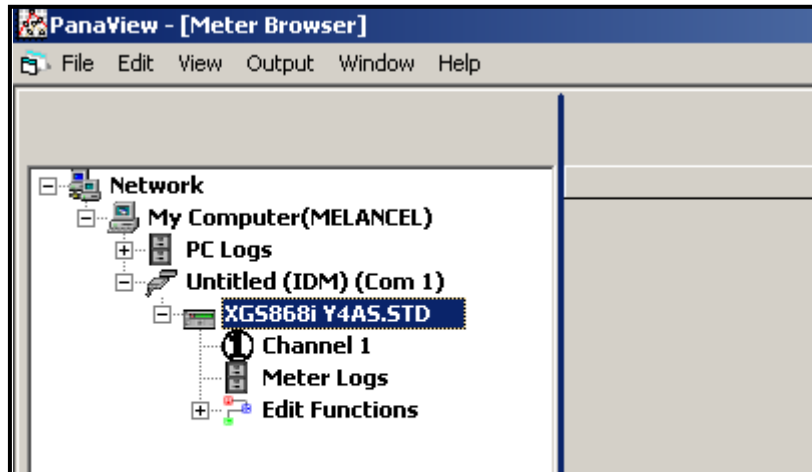 PanaView - [Meter Browser]
File Edit View Output Window Help
Network
My Computer(MELANCEL)
PC Logs
Untitled (IDM) (Com 1)
XGS868i Y4AS.STD
1 Channel 1
Meter Logs
Edit Functions